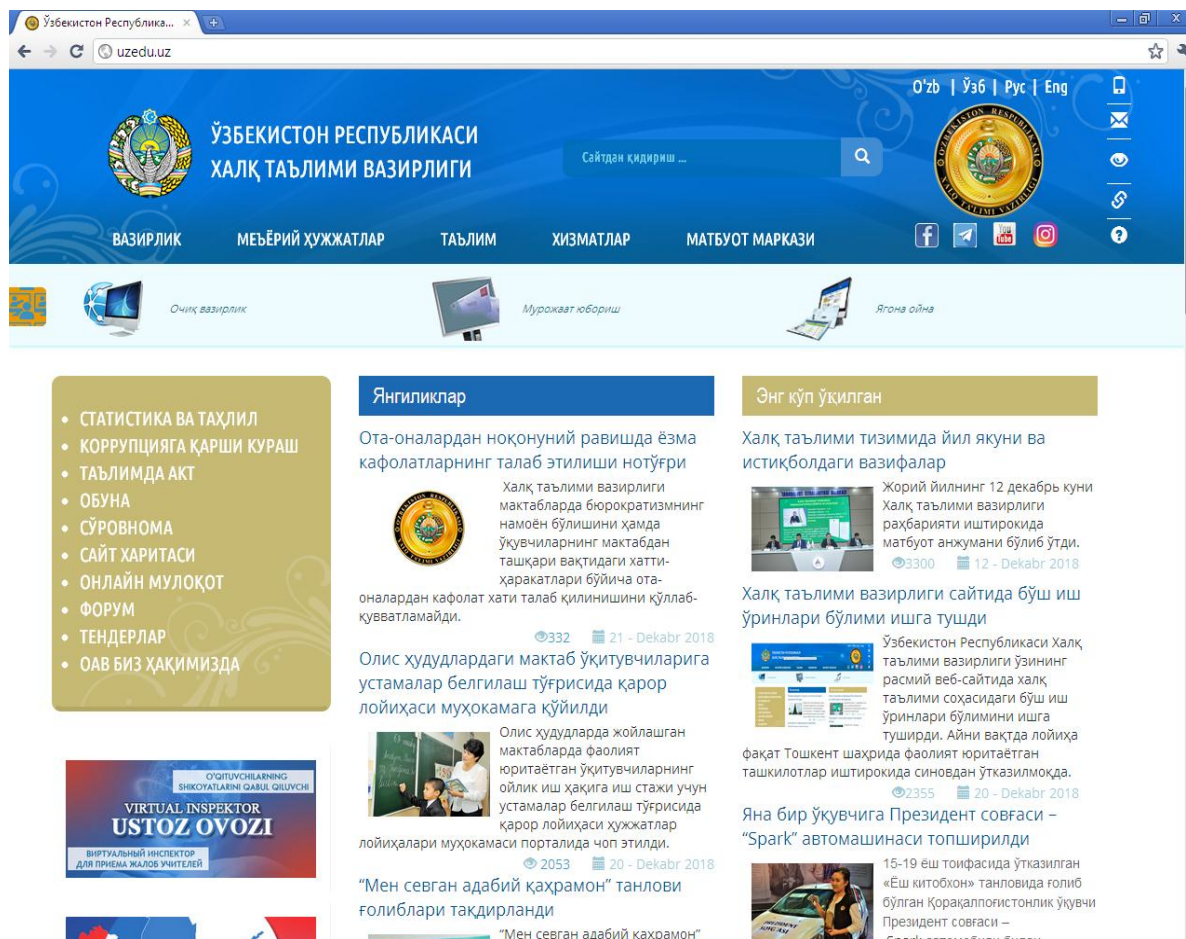 Ўзбекистон Республика...
uzedu.uz
O'zb | Ўзб | Рус | Eng
ЎЗБЕКИСТОН РЕСПУБЛИКАСИ
ХАЛҚ ТАЪЛИМИ ВАЗИРЛИГИ
Сайтдан қидириш ...
O'ZBEKISTON RESPUBLIKASI
XALQ TA'LIMI VAZIRLIGI
ВАЗИРЛИК МЕЪЁРИЙ ҲУЖЖАТЛАР ТАЪЛИМ ХИЗМАТЛАР МАТБУОТ МАРКАЗИ
You
Tube
Очиқ вазирлик
Мурожаат юбориш
Ягона ойна
СТАТИСТИКА ВА ТАҲЛИЛ
КОРРУПЦИЯГА ҚАРШИ КУРАШ
ТАЪЛИМДА АКТ
ОБУНА
СЎРОВНОМА
САЙТ ХАРИТАСИ
ОНЛАЙН МУЛОҚОТ
ФОРУМ
ТЕНДЕРЛАР
ОАВ БИЗ ҲАҚИМИЗДА
O'QITUVCHILARNING
SHIKOYATLARINI QABUL QILUVCHI
VIRTUAL INSPEKTOR
USTOZ OVOZI
ВИРТУАЛЬНЫЙ ИНСПЕКТОР
ДЛЯ ПРИЕМА ЖАЛОБ УЧИТЕЛЕЙ
Янгиликлар
Ота-оналардан ноқонуний равишда ёзма
кафолатларнинг талаб этилиши нотўғри
Халқ таълими вазирлиги
мактабларда бюрократизмнинг
намоён бўлишини ҳамда
ўқувчиларнинг мактабдан
ташқари вақтидаги хатти-
ҳаракатлари бўйича ота-
оналардан кафолат хати талаб қилинишини қўллаб-
қувватламайди.
332 21 - Dekabr 2018
Олис ҳудудлардаги мактаб ўқитувчиларига
устамалар белгилаш тўғрисида қарор
лойиҳаси муҳокамага қўйилди
Олис ҳудудларда жойлашган
мактабларда фаолият
юритаётган ўқитувчиларнинг
ойлик иш ҳақига иш стажи учун
устамалар белгилаш тўғрисида
қарор лойиҳаси ҳужжатлар
лойиҳалари муҳокамаси порталида чоп этилди.
2053 20 - Dekabr 2018
“Мен севган адабий қаҳрамон” танлови
ғолиблари тақдирланди
“Мен севган адабий қаҳрамон”
Энг кўп ўқилган
Халқ таълими тизимида йил якуни ва
истиқболдаги вазифалар
Жорий йилнинг 12 декабрь куни
Халқ таълими вазирлиги
раҳбарияти иштирокида
матбуот анжумани бўлиб ўтди.
3300 12 - Dekabr 2018
Халқ таълими вазирлиги сайтида бўш иш
ўринлари бўлими ишга тушди
Ўзбекистон Республикаси Халқ
таълими вазирлиги ўзининг
расмий веб-сайтида халқ
таълими соҳасидаги бўш иш
ўринлари бўлимини ишга
туширди. Айни вақтда лойиҳа
фақат Тошкент шаҳрида фаолият юритаётган
ташкилотлар иштирокида синовдан ўтказилмоқда.
2355 20 - Dekabr 2018
Яна бир ўқувчига Президент совғаси –
“Spark” автомашинаси топширилди
15-19 ёш тоифасида ўтказилган
«Ёш китобхон» танловида ғолиб
бўлган Қорақалпоғистонлик ўқувчи
Президент совғаси –